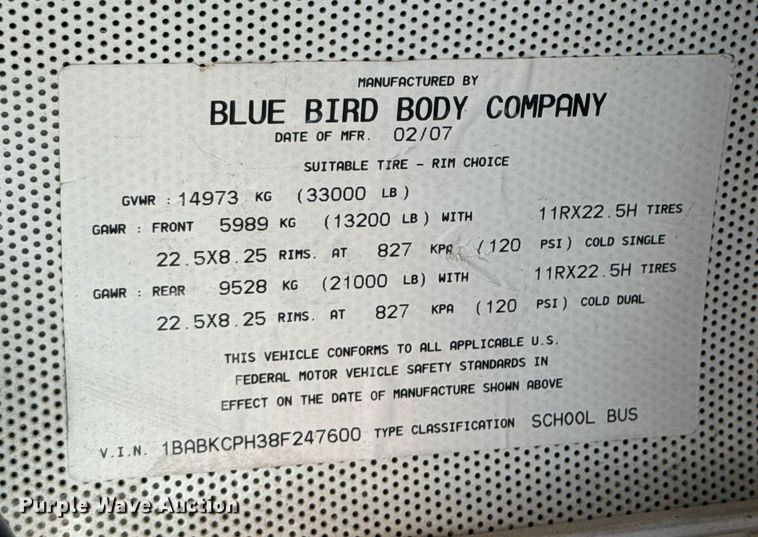 MANUFACTURED BY
BLUE BIRD BODY COMPANY
DATE OF MFR. 02/07
SUITABLE TIRE - RIM CHOICE
GVWR : 14973 KG (33000 LB)
GAWR : FRONT 5989 KG (13200 LB) WITH 11RX22.5H TIRES
22.5X8.25 RIMS. AT 827 KPA (120 PSI) COLD SINGLE
GAWR : REAR 9528 KG (21000 LB) WITH 11RX22.5H TIRES
22.5X8.25 RIMS. AT 827 KPA (120 PSI) COLD DUAL
THIS VEHICLE CONFORMS TO ALL APPLICABLE U.S.
FEDERAL MOTOR VEHICLE SAFETY STANDARDS IN
EFFECT ON THE DATE OF MANUFACTURE SHOWN ABOVE
V.I.N. 1BABKCPH38F247600 TYPE CLASSIFICATION SCHOOL BUS
Purple Wave Auction